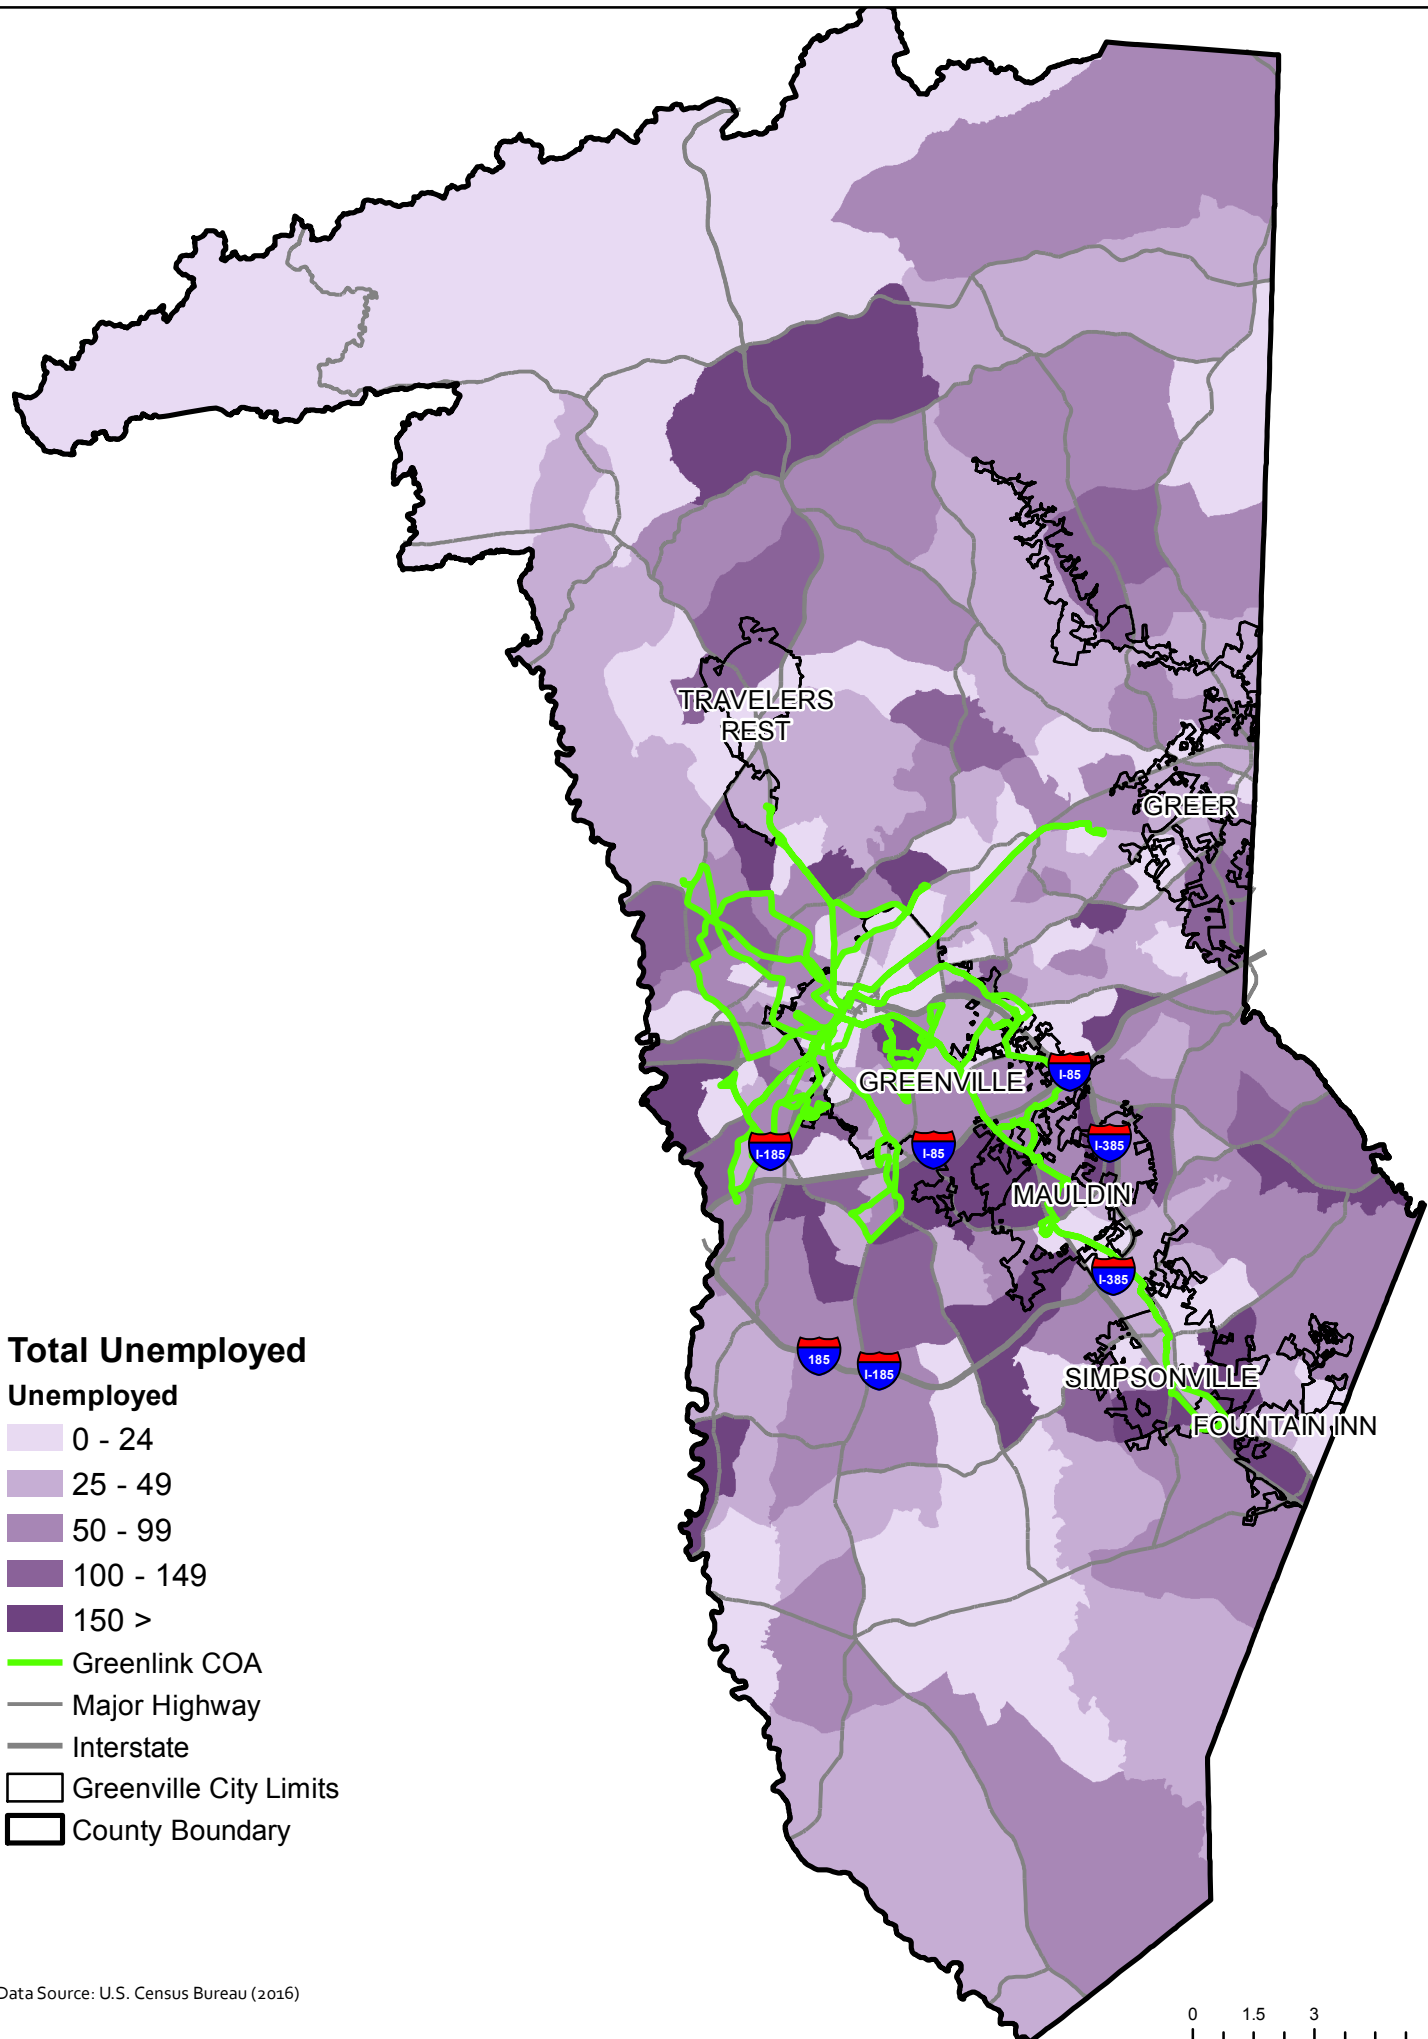 TRAVELERS
REST
GREER
GREENVILLE
I-85
I-185
I-85
I-385
MAULDIN
I-385
185
I-185
SIMPSONVILLE
FOUNTAIN INN
Total Unemployed
Unemployed
0 - 24
25 - 49
50 - 99
100 - 149
150 >
Greenlink COA
Major Highway
Interstate
Greenville City Limits
County Boundary
Data Source: U.S. Census Bureau (2016)
0 1.5 3